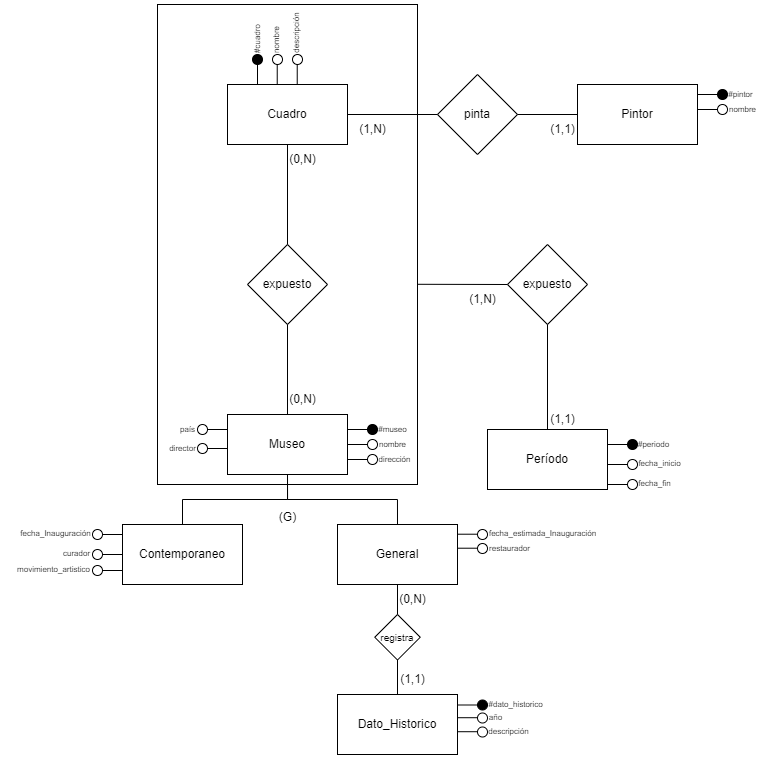 #cuadro
nombre
descripción
Cuadro
pinta
Pintor
#pintor
nombre
(1,N)
(1,1)
(0,N)
expuesto
expuesto
(1,N)
(0,N)
(1,1)
país
director
Museo
#museo
nombre
dirección
Período
#periodo
fecha_inicio
fecha_fin
(G)
fecha_Inauguración
curador
movimiento_artistico
Contemporaneo
General
fecha_estimada_Inauguración
restaurador
(0,N)
registra
(1,1)
Dato_Historico
#dato_historico
año
descripción